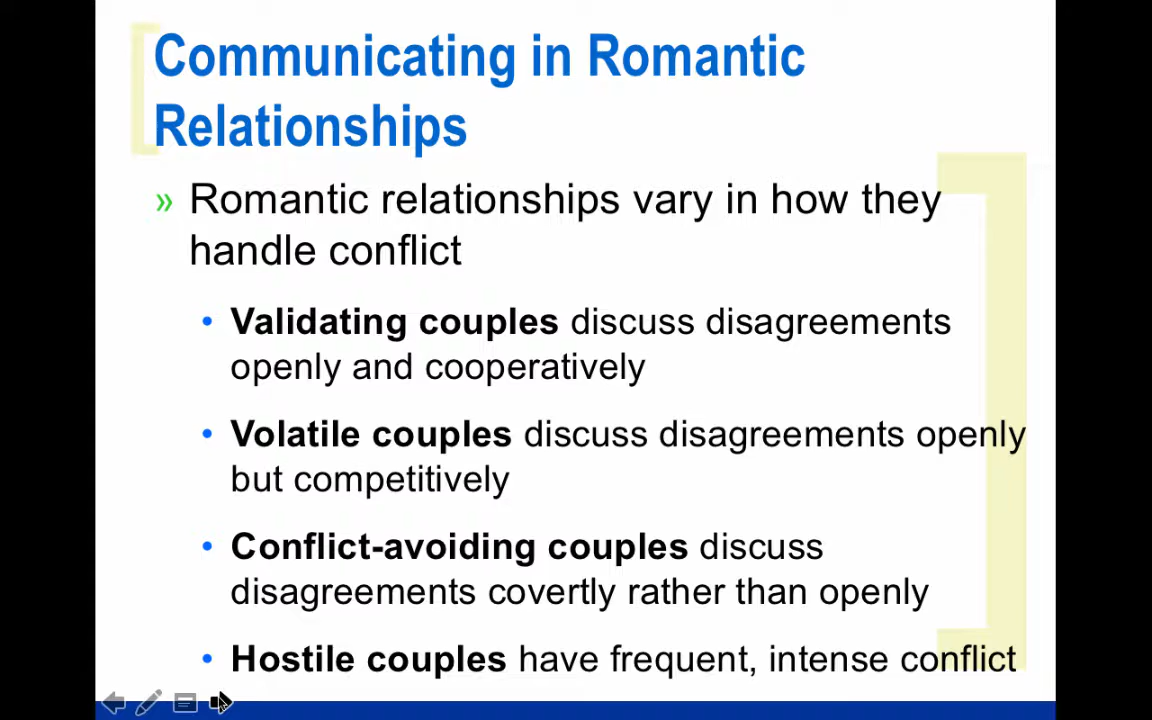 Communicating in Romantic
Relationships
» Romantic relationships vary in how they
handle conflict
• Validating couples discuss disagreements
openly and cooperatively
• Volatile couples discuss disagreements openly
but competitively
• Conflict-avoiding couples discuss
disagreements covertly rather than openly
• Hostile couples have frequent, intense conflict